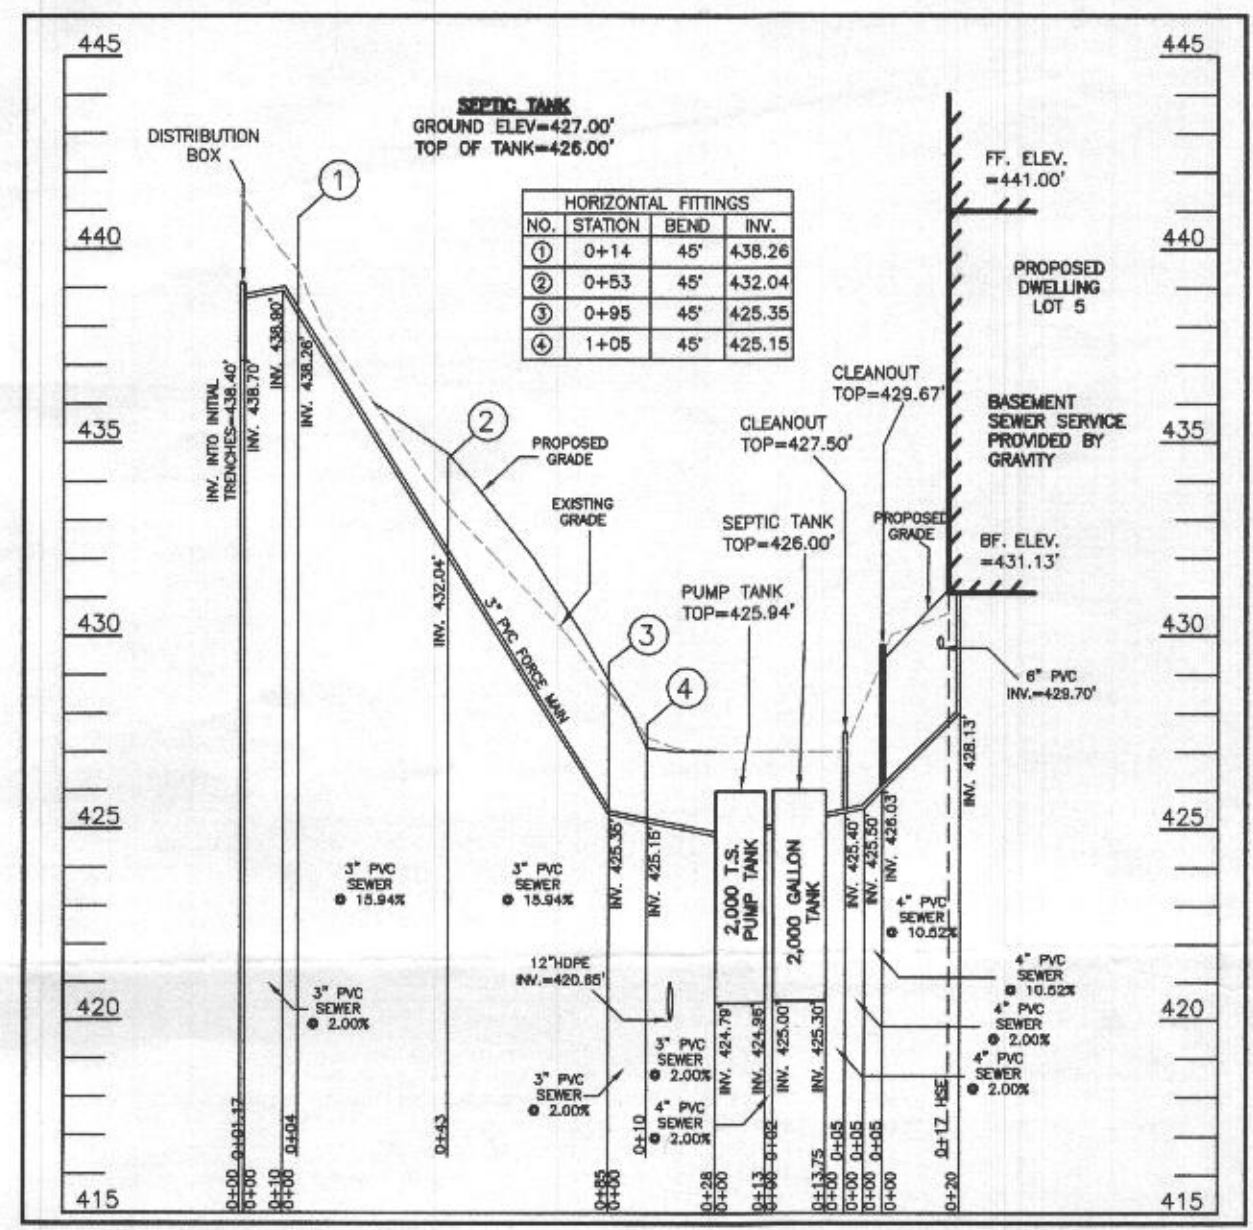 445
445
SEPTIC TANK
GROUND ELEV=427.00'
TOP OF TANK=426.00'
DISTRIBUTION
BOX
1
FF. ELEV.
=441.00'
HORIZONTAL FITTINGS
NO. STATION BEND INV.
1 0+14 45° 438.26
2 0+53 45° 432.04
3 0+95 45° 425.35
4 1+05 45° 425.15
440
440
PROPOSED
DWELLING
LOT 5
INV. INTO INITIAL
TRENCHES=438.40'
INV. 438.70'
INV. 438.80'
INV. 438.26'
CLEANOUT
TOP=429.67'
CLEANOUT
TOP=427.50'
BASEMENT
SEWER SERVICE
PROVIDED BY
GRAVITY
435
435
2
PROPOSED
GRADE
EXISTING
GRADE
SEPTIC TANK
TOP=426.00'
PROPOSED
GRADE
BF. ELEV.
=431.13'
PUMP TANK
TOP=425.94'
INV. 432.04'
3" PVC FORCE MAIN
430
430
3
4
6" PVC
INV.=429.70'
INV. 428.13'
425
425
INV. 425.35'
INV. 425.15'
2,000 T.S.
PUMP TANK
2,000 GALLON
TANK
INV. 425.40'
INV. 425.50'
INV. 426.03'
3" PVC
SEWER
@ 15.94%
3" PVC
SEWER
@ 15.94%
4" PVC
SEWER
@ 10.52%
12"HDPE
INV.=420.65'
4" PVC
SEWER
@ 10.52%
420
420
3" PVC
SEWER
@ 2.00%
4" PVC
SEWER
@ 2.00%
3" PVC
SEWER
@ 2.00%
4" PVC
SEWER
@ 2.00%
3" PVC
SEWER
@ 2.00%
4" PVC
SEWER
@ 2.00%
INV. 424.79'
INV. 424.96'
INV. 425.00'
INV. 425.30'
415
415
0+00
0+01.17
0+00
0+10
0+00
0+04
0+43
0+85
0+00
0+10
0+28
0+00
0+13
0+02
0+13.75
0+00
0+05
0+00
0+05
0+00
0+05
0+00
0+17 HSE
0+20